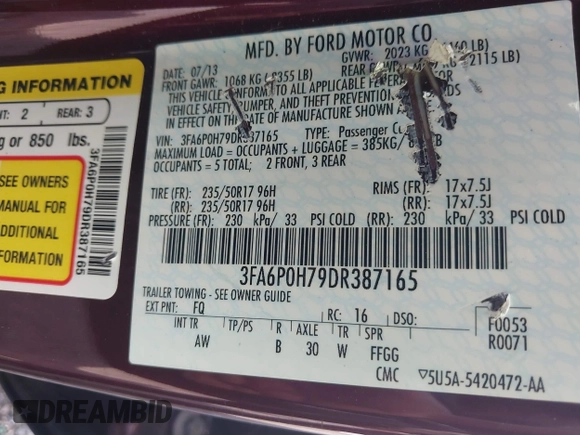 MFD. BY FORD MOTOR CO.
DATE: 07/13
GVWR: 2023 KG
FRONT GAWR: 1068 KG
REAR
2115 LB)
THIS VEHICLE CONFORMS TO ALL APPLICABLE FEDERAL
VEHICLE SAFETY, BUMPER, AND THEFT PREVENTION
IN EFFECT ON THE DATE OF MANUFACTURE SHOWN
VIN: 3FA6P0H79DR387165 TYPE: Passenger
MAXIMUM LOAD = OCCUPANTS + LUGGAGE = 385KG/
OCCUPANTS = 5 TOTAL; 2 FRONT, 3 REAR
TIRE (FR): 235/50R17 96H RIMS (FR): 17x7.5J
(RR): 235/50R17 96H (RR): 17x7.5J
PRESSURE (FR): 230 kPa/ 33 PSI COLD (RR): 230 kPa/ 33 PSI COLD
3FA6P0H79DR387165
TRAILER TOWING - SEE OWNER GUIDE
EXT PNT: FQ RC: 16 DSO: F0053
INT TR TP/PS R AXLE TR SPR R0071
AW B 30 W FFGG
CMC ▽5U5A-5420472-AA
G INFORMATION
NT: 2 REAR: 3
g or 850 lbs.
SEE OWNERS
MANUAL FOR
ADDITIONAL
FORMATION
3FA6P0H79DR387165
DREAMBID